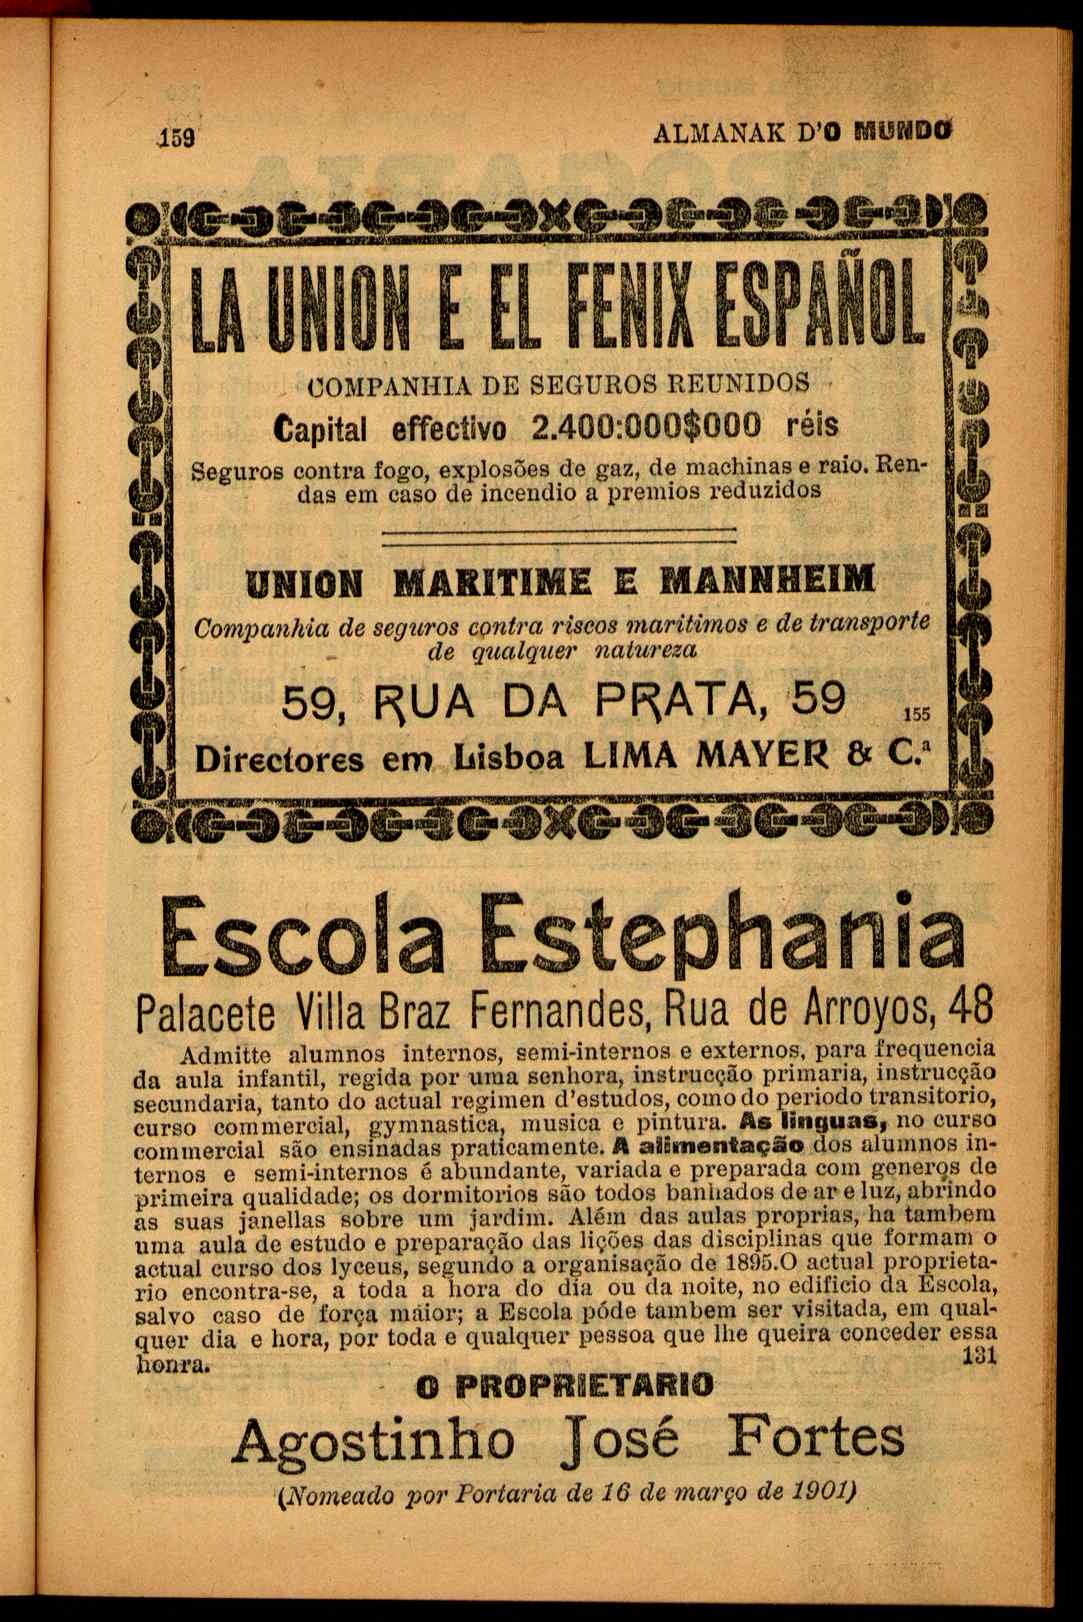 159
ALMANAK D'O MUNDO
LA UNION E EL FENIX ESPAÑOL
COMPANHIA DE SEGUROS REUNIDOS
Capital effectivo 2.400:000$000 réis
Seguros contra fogo, explosões de gaz, de machinas e raio. Ren-
das em caso de incendio a premios reduzidos
UNION MARITIME E MANNHEIM
Companhia de seguros contra riscos maritimos e de transporte
de qualquer natureza
59, RUA DA PRATA, 59
155
Directores em Lisboa LIMA MAYER & C.ª
Escola Estephania
Palacete Villa Braz Fernandes, Rua de Arroyos, 48
Admitte alumnos internos, semi-internos e externos, para frequencia
da aula infantil, regida por uma senhora, instrucção primaria, instrucção
secundaria, tanto do actual regimen d'estudos, como do periodo transitorio,
curso commercial, gymnastica, musica e pintura. As linguas, no curso
commercial são ensinadas praticamente. A alimentação dos alumnos in-
ternos e semi-internos é abundante, variada e preparada com generos de
primeira qualidade; os dormitorios são todos banhados de ar e luz, abrindo
as suas janellas sobre um jardim. Além das aulas proprias, ha tambem
uma aula de estudo e preparação das lições das disciplinas que formam o
actual curso dos lyceus, segundo a organisação de 1895.O actual proprieta-
rio encontra-se, a toda a hora do dia ou da noite, no edificio da Escola,
salvo caso de força maior; a Escola póde tambem ser visitada, em qual-
quer dia e hora, por toda e qualquer pessoa que lhe queira conceder essa
honra.
131
O PROPRIETARIO
Agostinho José Fortes
(Nomeado por Portaria de 16 de março de 1901)